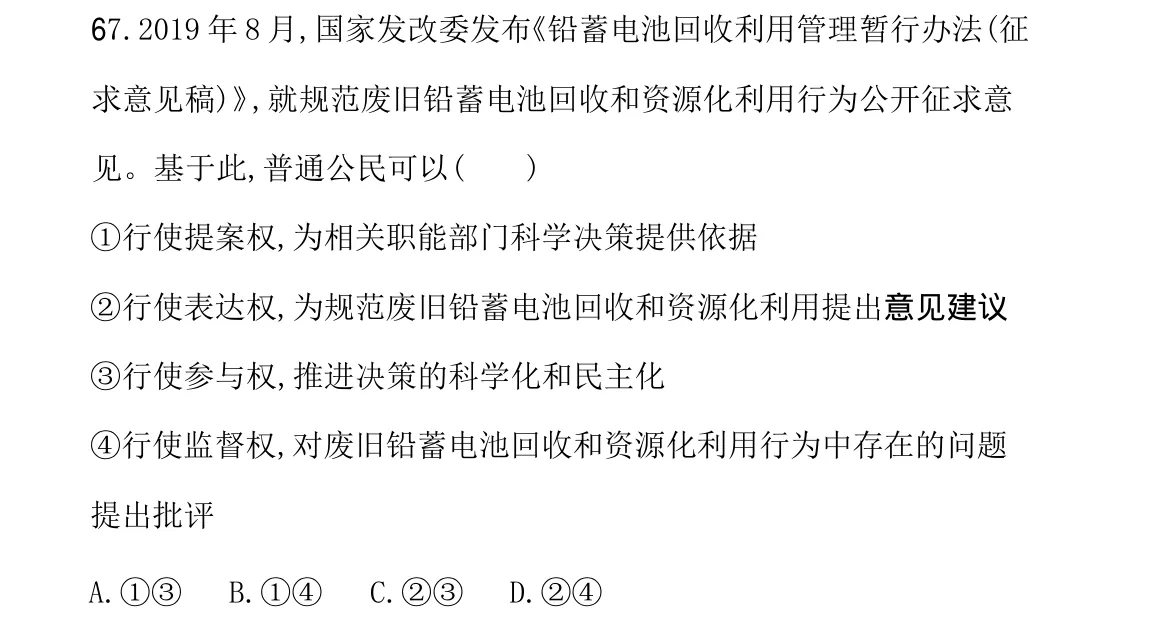 67.2019年8月,国家发改委发布《铅蓄电池回收利用管理暂行办法(征
求意见稿)》,就规范废旧铅蓄电池回收和资源化利用行为公开征求意
见。基于此,普通公民可以(　　)
①行使提案权,为相关职能部门科学决策提供依据
②行使表达权,为规范废旧铅蓄电池回收和资源化利用提出意见建议
③行使参与权,推进决策的科学化和民主化
④行使监督权,对废旧铅蓄电池回收和资源化利用行为中存在的问题
提出批评
A.①③　B.①④　C.②③　D.②④